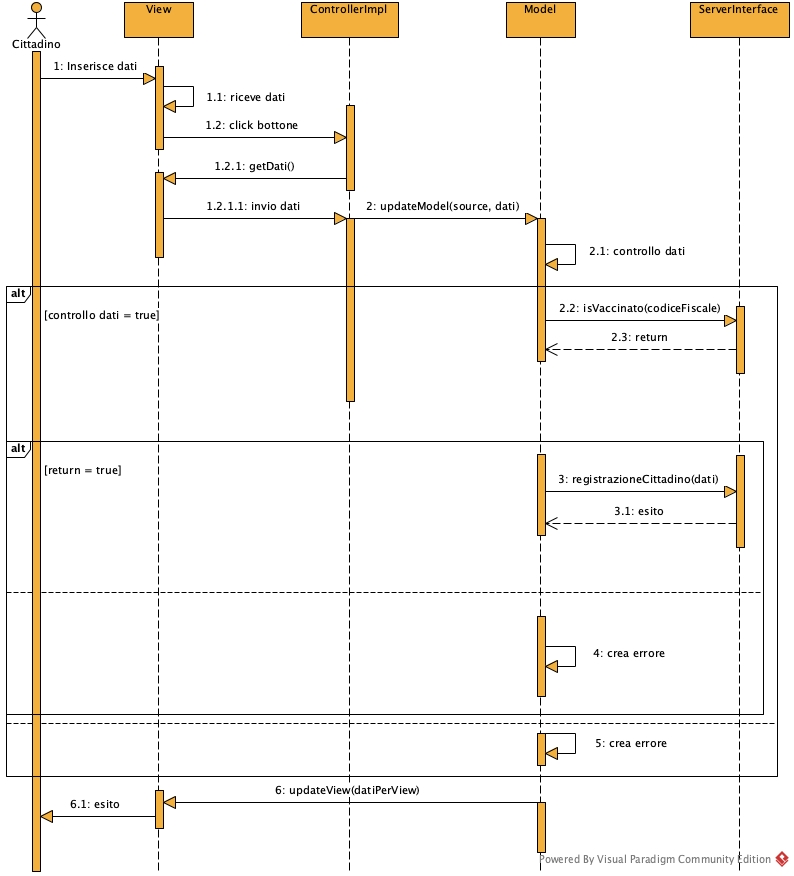 View
ControllerImpl
Model
ServerInterface
Cittadino
1: Inserisce dati
1.1: riceve dati
1.2: click bottone
1.2.1: getDati()
1.2.1.1: invio dati
2: updateModel(source, dati)
2.1: controllo dati
alt
[controllo dati = true]
2.2: isVaccinato(codiceFiscale)
2.3: return
alt
[return = true]
3: registrazioneCittadino(dati)
3.1: esito
4: crea errore
5: crea errore
6: updateView(datiPerView)
6.1: esito
Powered By Visual Paradigm Community Edition